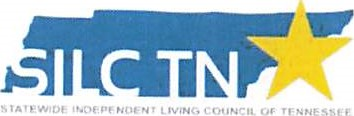 SILC TN
STATEWIDE INDEPENDENT LIVING COUNCIL OF TENNESSEE